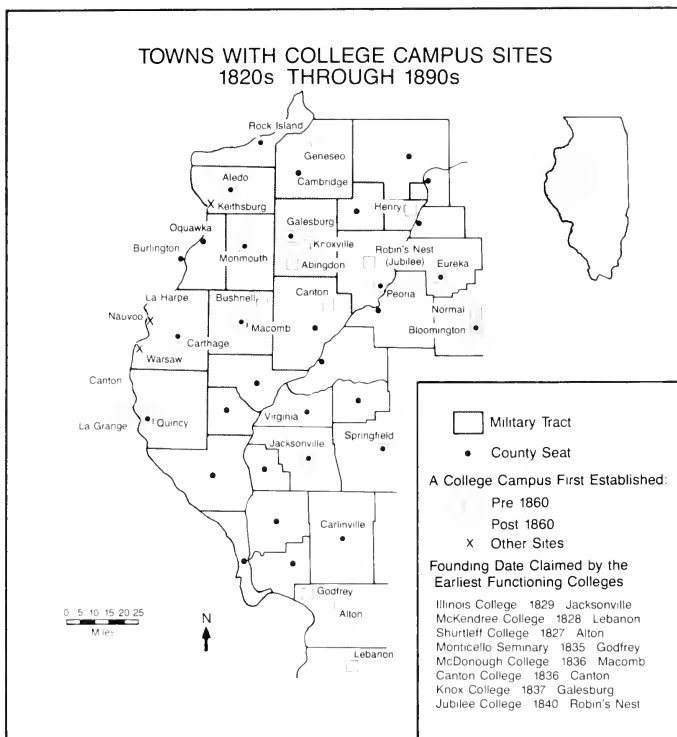 TOWNS WITH COLLEGE CAMPUS SITES
1820s THROUGH 1890s
Rock Island
Geneseo
Aledo
Cambridge
Keithsburg
Henry
Oquawka
Galesburg
Knoxville
Robin's Nest
(Jubilee)
Burlington
Monmouth
Abingdon
Eureka
La Harpe
Bushnell
Canton
Peoria
Normal
Nauvoo
Macomb
Bloomington
Carthage
Warsaw
Canton
Virginia
La Grange
Quincy
Jacksonville
Springfield
Carlinville
Godfrey
Alton
Lebanon
0 5 10 15 20 25
Miles
N
Military Tract
County Seat
A College Campus First Established:
Pre 1860
Post 1860
x Other Sites
Founding Date Claimed by the
Earliest Functioning Colleges
Illinois College 1829 Jacksonville
McKendree College 1828 Lebanon
Shurtleff College 1827 Alton
Monticello Seminary 1835 Godfrey
McDonough College 1836 Macomb
Canton College 1836 Canton
Knox College 1837 Galesburg
Jubilee College 1840 Robin's Nest